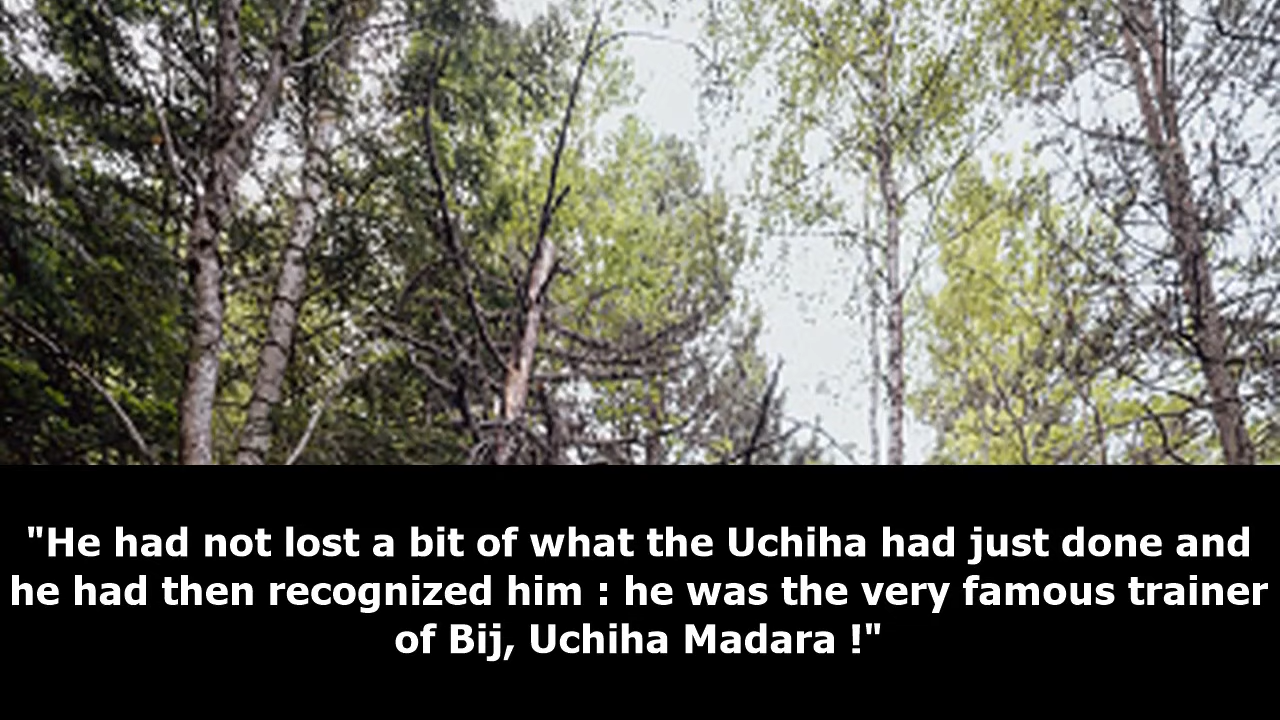 "He had not lost a bit of what the Uchiha had just done and
he had then recognized him : he was the very famous trainer
of Bij, Uchiha Madara !"